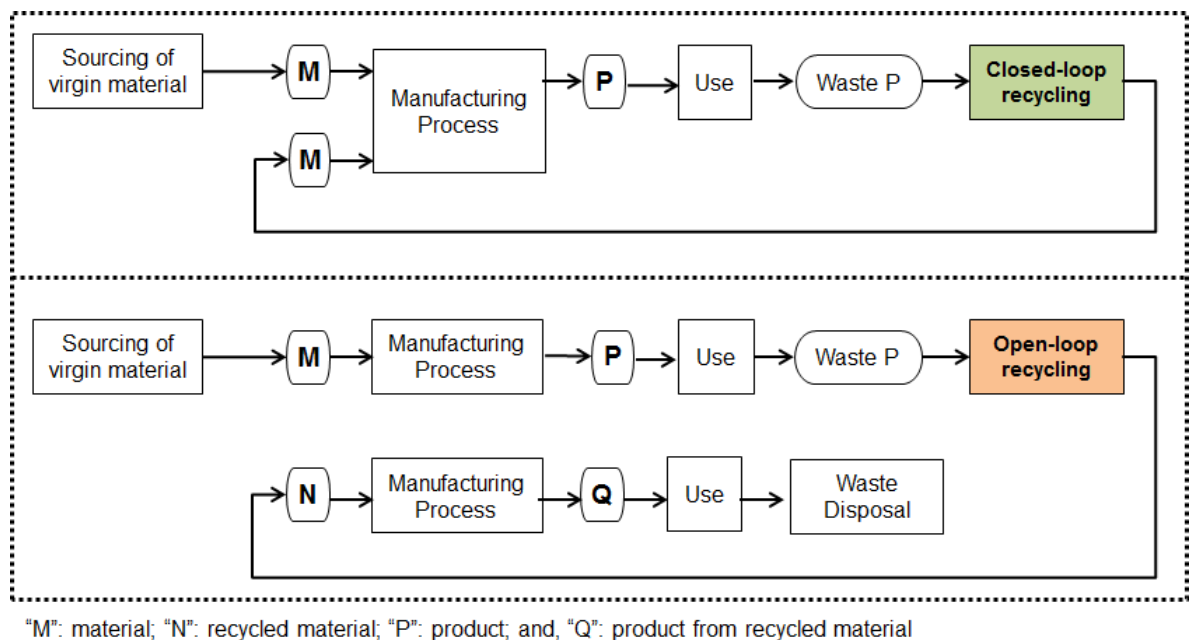 Sourcing of
virgin material
M
Manufacturing
Process
P
Use
Waste P
Closed-loop
recycling
M
Sourcing of
virgin material
M
Manufacturing
Process
P
Use
Waste P
Open-loop
recycling
N
Manufacturing
Process
Q
Use
Waste
Disposal
“M”: material; “N”: recycled material; “P”: product; and, “Q”: product from recycled material